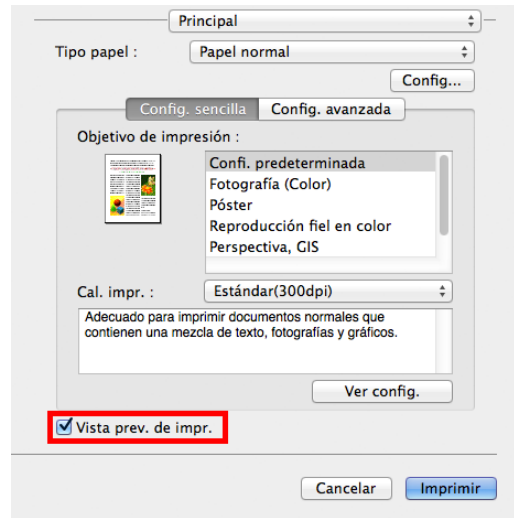 Principal
Tipo papel :
Papel normal
Config...
Config. sencilla
Config. avanzada
Objetivo de impresión :
Confi. predeterminada
Fotografía (Color)
Póster
Reproducción fiel en color
Perspectiva, GIS
Cal. impr. :
Estándar(300dpi)
Adecuado para imprimir documentos normales que
contienen una mezcla de texto, fotografías y gráficos.
Ver config.
Vista prev. de impr.
Cancelar
Imprimir